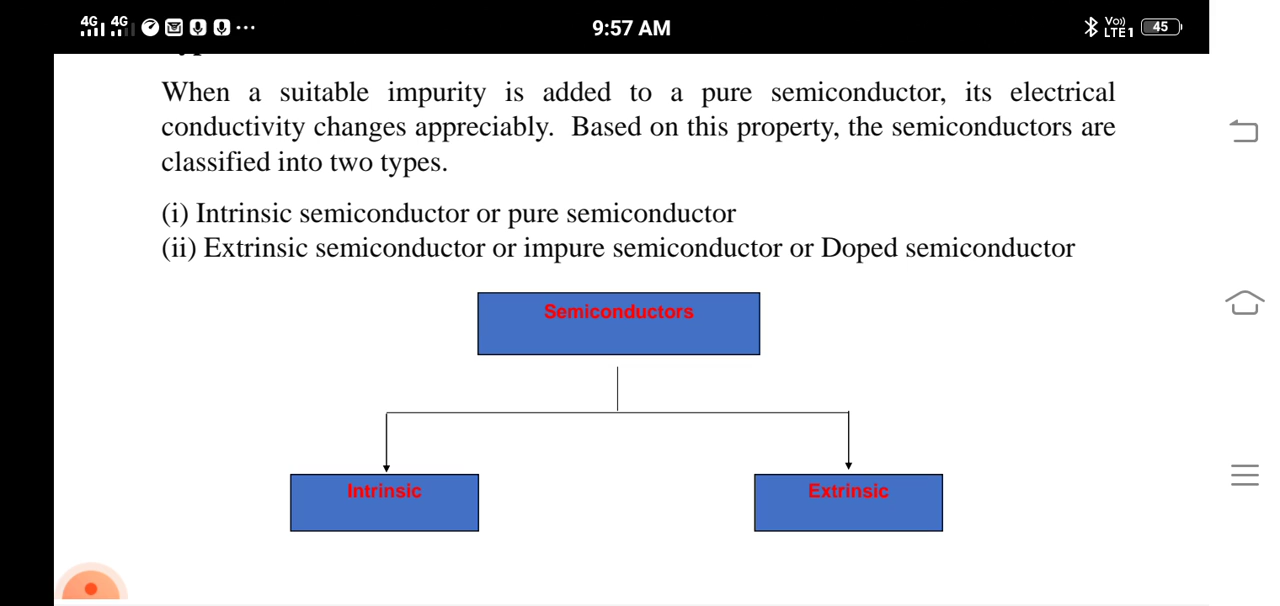 4G 4G 9:57 AM Vo)) LTE1 45
When a suitable impurity is added to a pure semiconductor, its electrical
conductivity changes appreciably. Based on this property, the semiconductors are
classified into two types.
(i) Intrinsic semiconductor or pure semiconductor
(ii) Extrinsic semiconductor or impure semiconductor or Doped semiconductor
Semiconductors
Intrinsic
Extrinsic